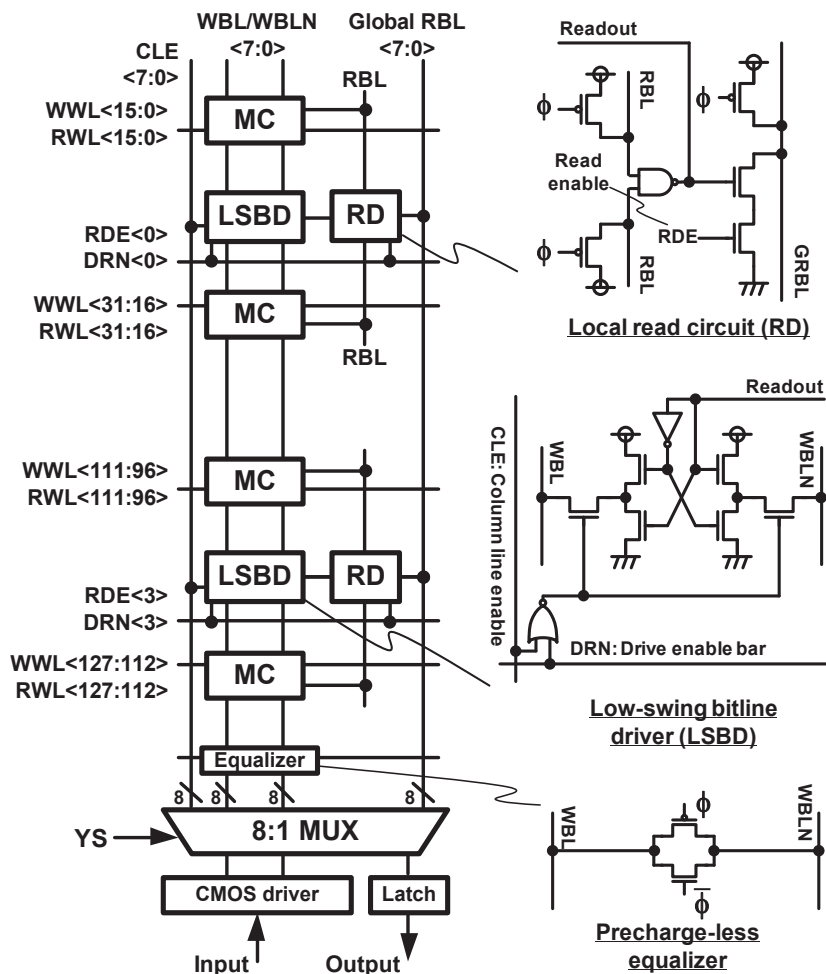 WBL/WBLN
<7:0>
Global RBL
<7:0>
CLE
<7:0>
RBL
WWL<15:0>
RWL<15:0>
MC
LSBD
RD
RDE<0>
DRN<0>
WWL<31:16>
RWL<31:16>
MC
RBL
WWL<111:96>
RWL<111:96>
MC
LSBD
RD
RDE<3>
DRN<3>
WWL<127:112>
RWL<127:112>
MC
Equalizer
8
8
8
8
YS
8:1 MUX
CMOS driver
Latch
Input
Output
Readout
RBL
ϕ
ϕ
Read
enable
RDE
ϕ
RBL
GRBL
Local read circuit (RD)
Readout
CLE: Column line enable
WBL
WBLN
DRN: Drive enable bar
Low-swing bitline
driver (LSBD)
WBL
WBLN
ϕ
ϕ̅
Precharge-less
equalizer